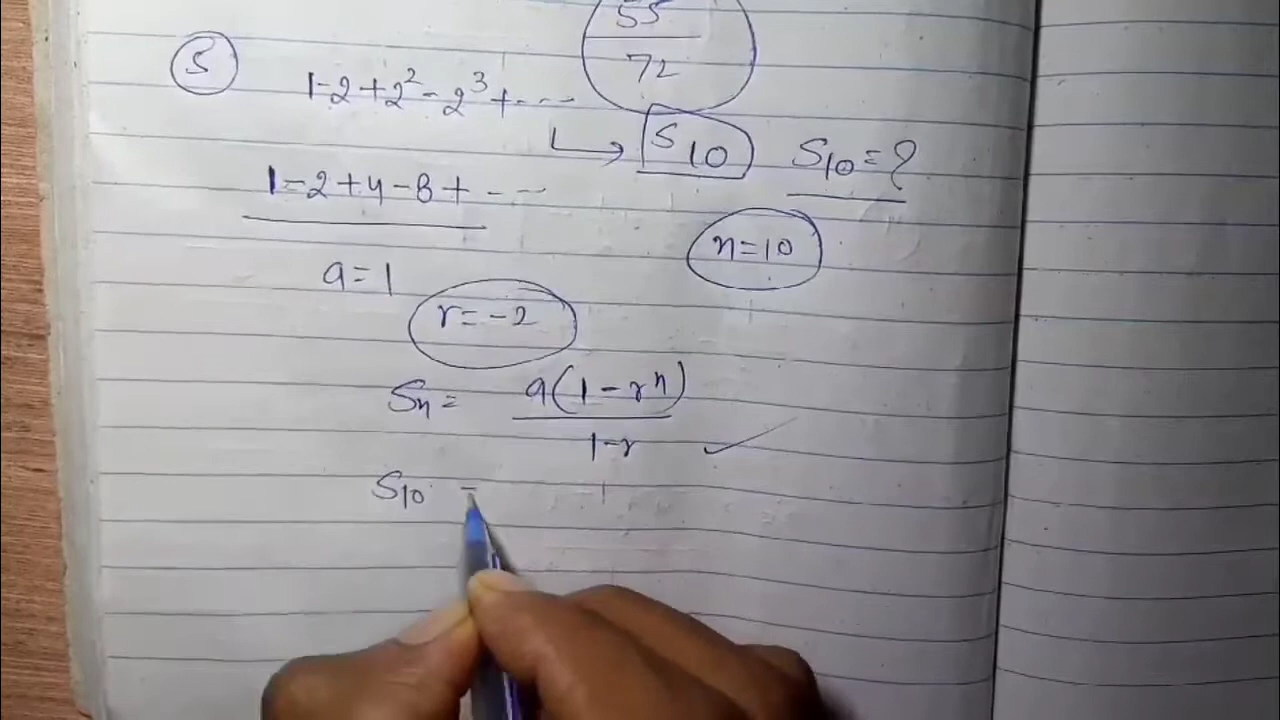 55
72
5
1-2+2²-2³+---
S10 S10=?
1-2+4-8+---
n=10
a=1
r=-2
Sn= a(1-rⁿ)
1-r
S10 =